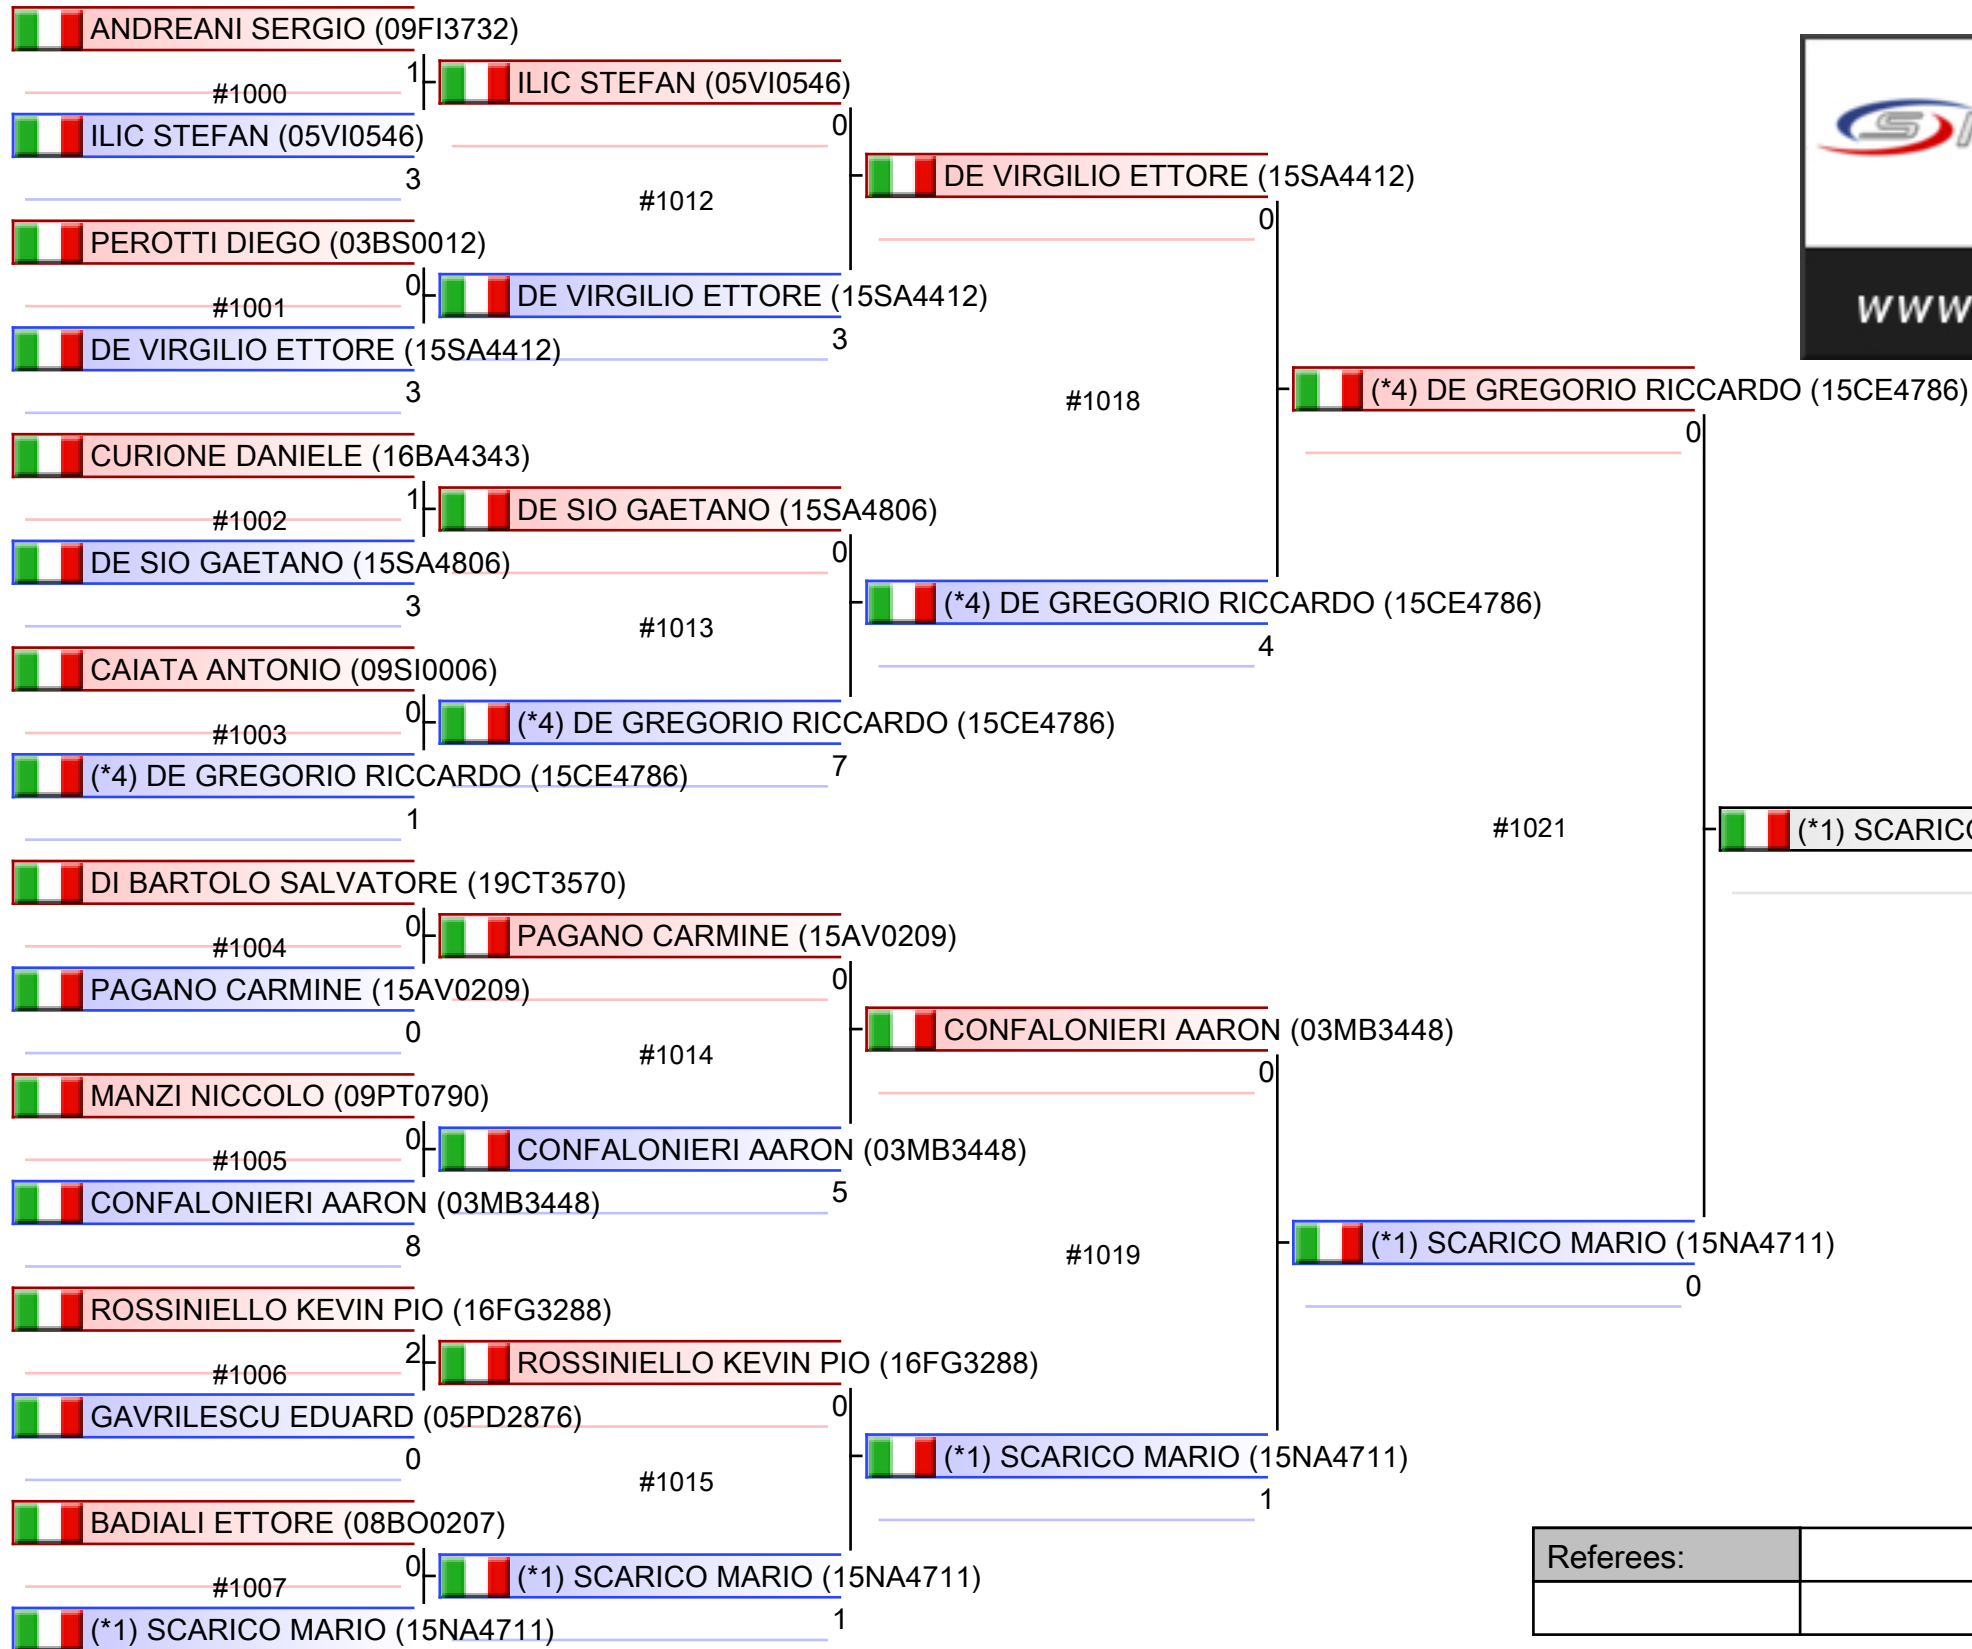 ANDREANI SERGIO (09FI3732)
1
#1000
ILIC STEFAN (05VI0546)
3
PEROTTI DIEGO (03BS0012)
0
#1001
DE VIRGILIO ETTORE (15SA4412)
3
CURIONE DANIELE (16BA4343)
1
#1002
DE SIO GAETANO (15SA4806)
3
CAIATA ANTONIO (09SI0006)
0
#1003
(*4) DE GREGORIO RICCARDO (15CE4786)
1
DI BARTOLO SALVATORE (19CT3570)
0
#1004
PAGANO CARMINE (15AV0209)
0
MANZI NICCOLO (09PT0790)
0
#1005
CONFALONIERI AARON (03MB3448)
8
ROSSINIELLO KEVIN PIO (16FG3288)
2
#1006
GAVRILESCU EDUARD (05PD2876)
0
BADIALI ETTORE (08BO0207)
0
#1007
(*1) SCARICO MARIO (15NA4711)
ILIC STEFAN (05VI0546)
0
#1012
DE VIRGILIO ETTORE (15SA4412)
3
DE SIO GAETANO (15SA4806)
0
#1013
(*4) DE GREGORIO RICCARDO (15CE4786)
7
PAGANO CARMINE (15AV0209)
0
#1014
CONFALONIERI AARON (03MB3448)
5
ROSSINIELLO KEVIN PIO (16FG3288)
0
#1015
(*1) SCARICO MARIO (15NA4711)
1
DE VIRGILIO ETTORE (15SA4412)
0
#1018
(*4) DE GREGORIO RICCARDO (15CE4786)
4
CONFALONIERI AARON (03MB3448)
0
#1019
(*1) SCARICO MARIO (15NA4711)
1
(*4) DE GREGORIO RICCARDO (15CE4786)
0
#1021
(*1) SCARICO MARIO (15NA4711)
0
(*1) SCARICO
www
Referees: